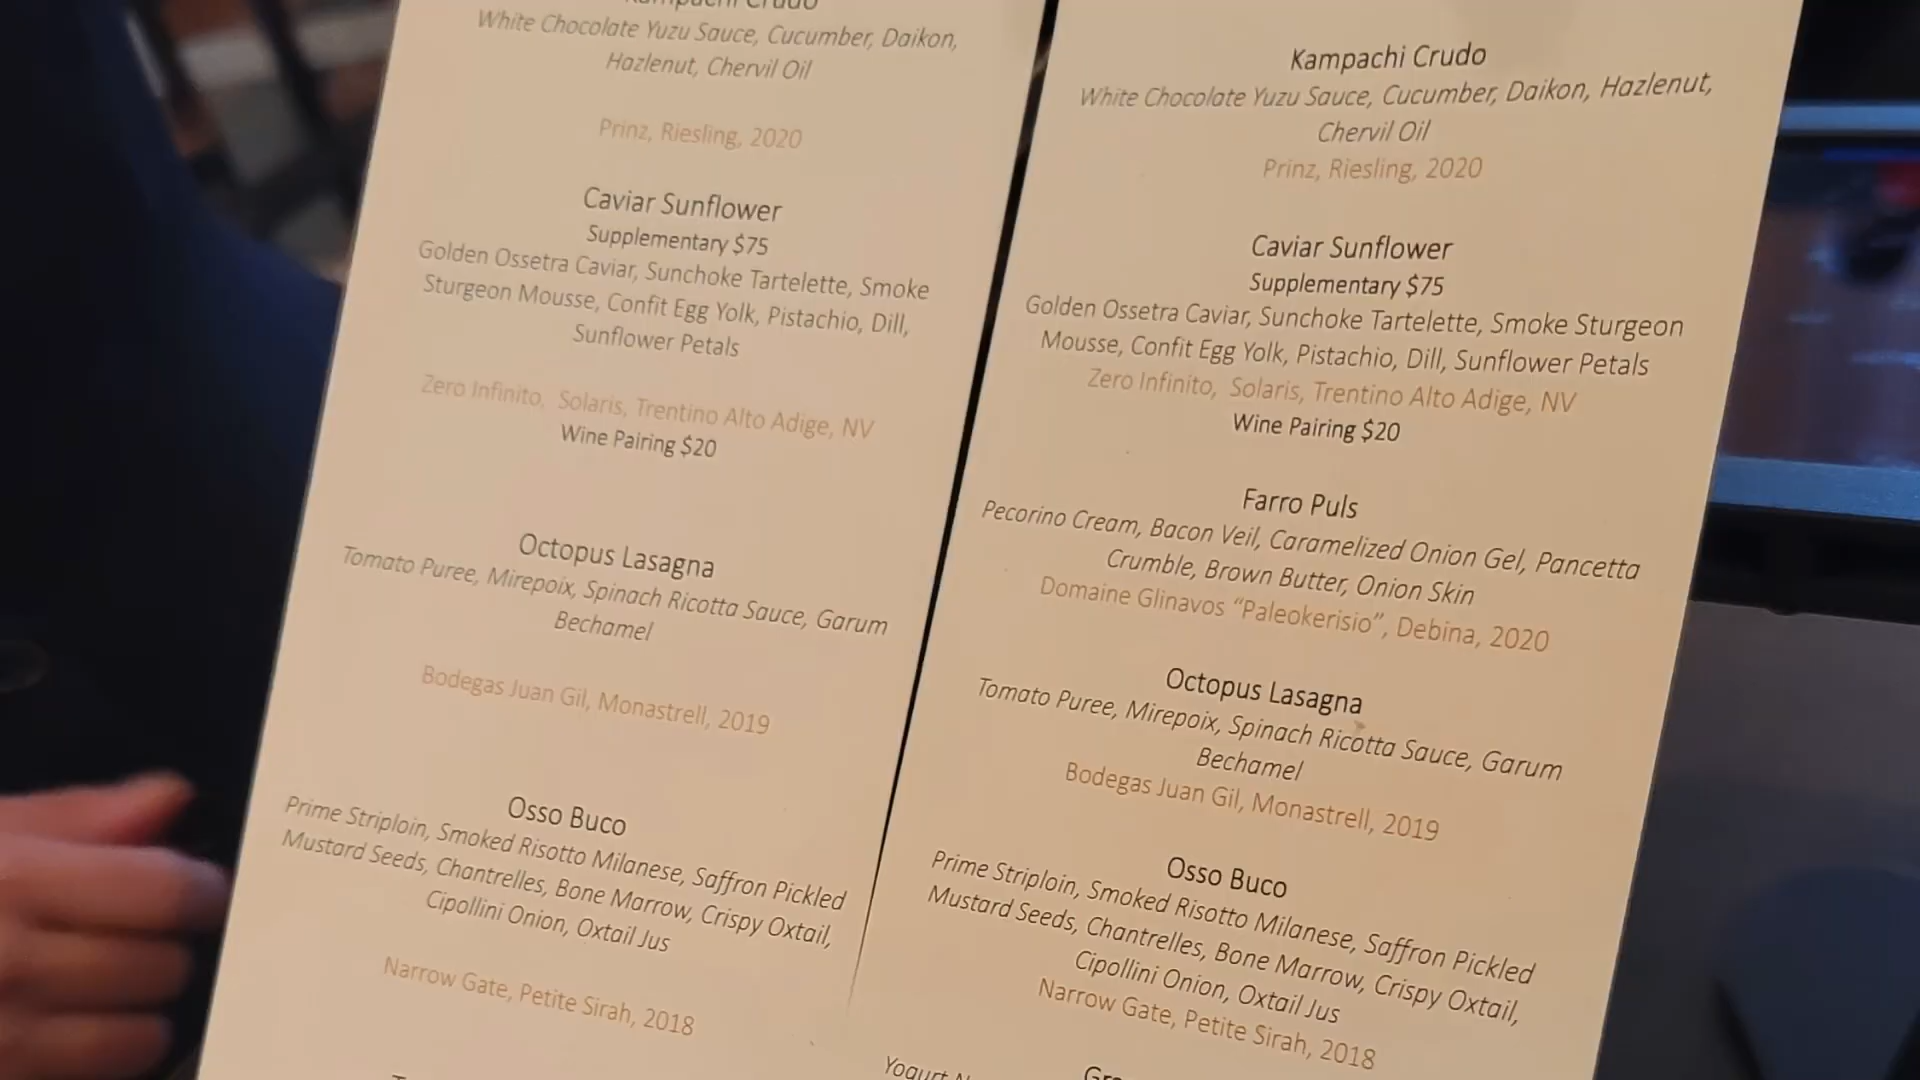 Kampachi Crudo
White Chocolate Yuzu Sauce, Cucumber, Daikon,
Hazlenut, Chervil Oil
Prinz, Riesling, 2020
Caviar Sunflower
Supplementary $75
Golden Ossetra Caviar, Sunchoke Tartelette, Smoke
Sturgeon Mousse, Confit Egg Yolk, Pistachio, Dill,
Sunflower Petals
Zero Infinito, Solaris, Trentino Alto Adige, NV
Wine Pairing $20
Octopus Lasagna
Tomato Puree, Mirepoix, Spinach Ricotta Sauce, Garum
Bechamel
Bodegas Juan Gil, Monastrell, 2019
Osso Buco
Prime Striploin, Smoked Risotto Milanese, Saffron Pickled
Mustard Seeds, Chantrelles, Bone Marrow, Crispy Oxtail,
Cipollini Onion, Oxtail Jus
Narrow Gate, Petite Sirah, 2018
Kampachi Crudo
White Chocolate Yuzu Sauce, Cucumber, Daikon, Hazlenut,
Chervil Oil
Prinz, Riesling, 2020
Caviar Sunflower
Supplementary $75
Golden Ossetra Caviar, Sunchoke Tartelette, Smoke Sturgeon
Mousse, Confit Egg Yolk, Pistachio, Dill, Sunflower Petals
Zero Infinito, Solaris, Trentino Alto Adige, NV
Wine Pairing $20
Farro Puls
Pecorino Cream, Bacon Veil, Caramelized Onion Gel, Pancetta
Crumble, Brown Butter, Onion Skin
Domaine Glinavos “Paleokerisio”, Debina, 2020
Octopus Lasagna
Tomato Puree, Mirepoix, Spinach Ricotta Sauce, Garum
Bechamel
Bodegas Juan Gil, Monastrell, 2019
Osso Buco
Prime Striploin, Smoked Risotto Milanese, Saffron Pickled
Mustard Seeds, Chantrelles, Bone Marrow, Crispy Oxtail,
Cipollini Onion, Oxtail Jus
Narrow Gate, Petite Sirah, 2018
Yogurt